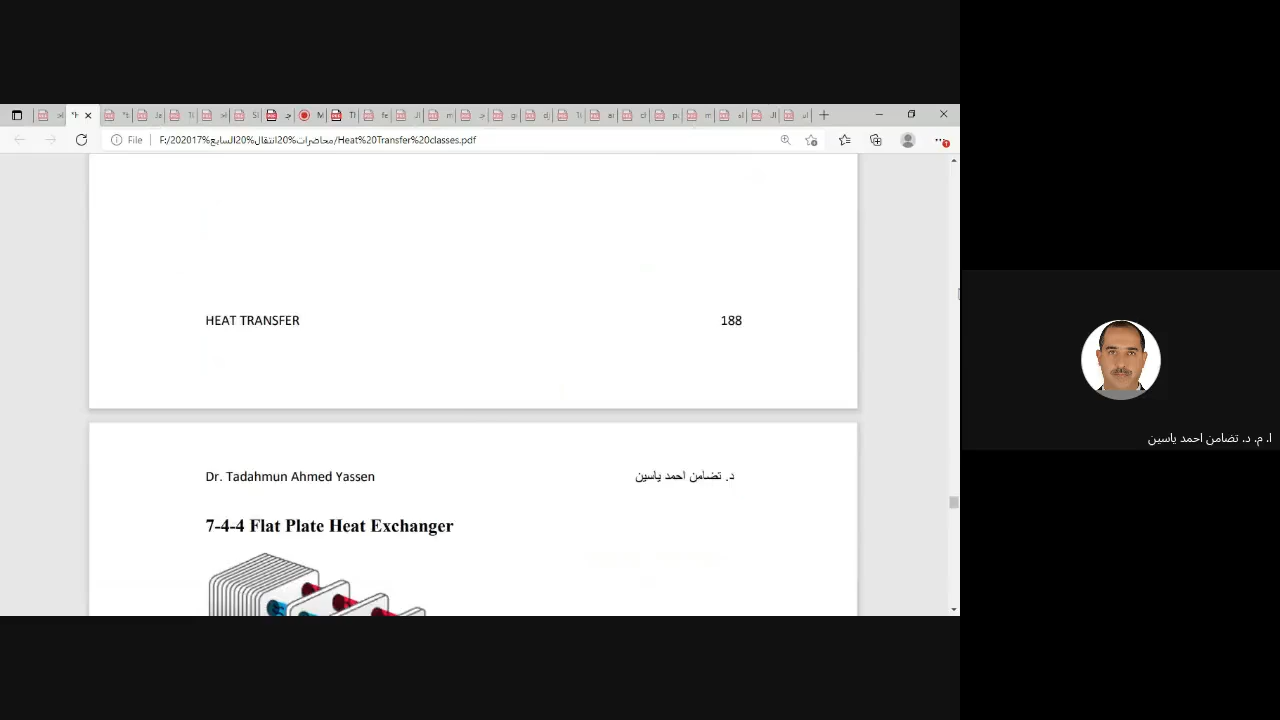 File
F:/202017%السابع%20انتقال%20محاضرات/Heat%20Transfer%20classes.pdf
HEAT TRANSFER 188
Dr. Tadahmun Ahmed Yassen د. تضامن احمد ياسين
7-4-4 Flat Plate Heat Exchanger
ا. م. د. تضامن احمد ياسين